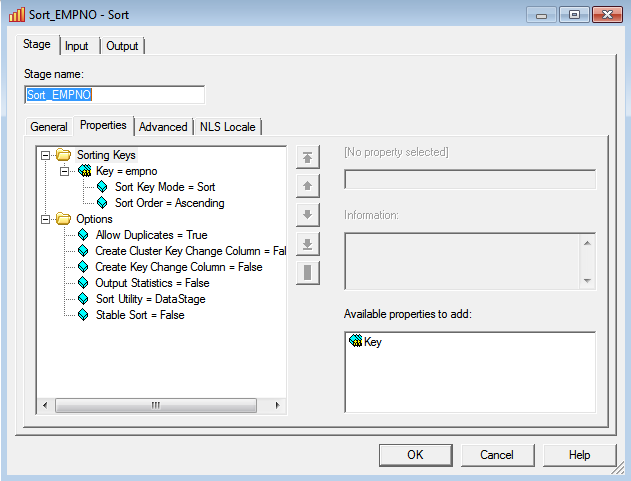 Sort_EMPNO - Sort
Stage Input Output
Stage name:
Sort_EMPNO
General Properties Advanced NLS Locale
Sorting Keys
Key = empno
Sort Key Mode = Sort
Sort Order = Ascending
Options
Allow Duplicates = True
Create Cluster Key Change Column = Fal
Create Key Change Column = False
Output Statistics = False
Sort Utility = DataStage
Stable Sort = False
[No property selected]
Information:
Available properties to add:
Key
OK Cancel Help